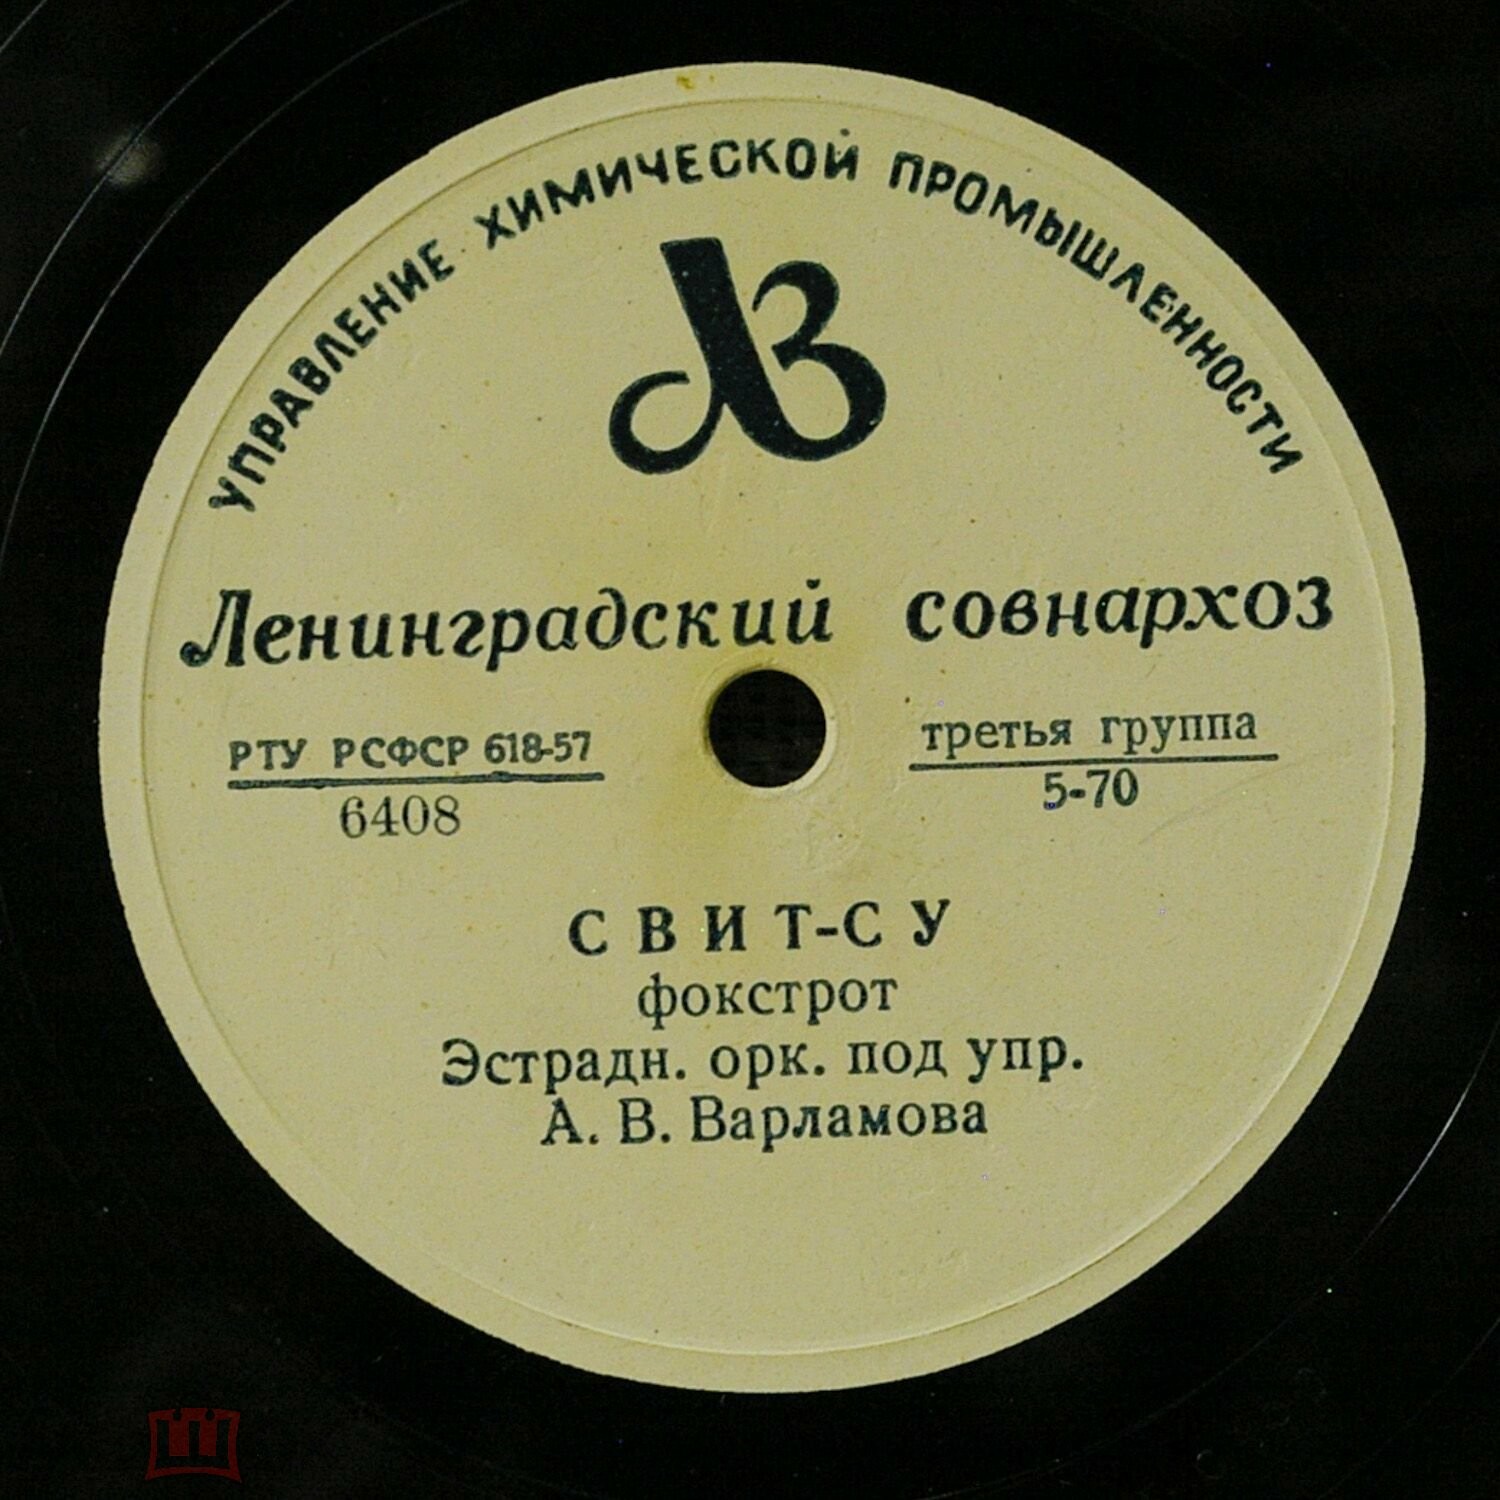 УПРАВЛЕНИЕ ХИМИЧЕСКОЙ ПРОМЫШЛЕННОСТИ
ЛВ
Ленинградский совнархоз
РТУ РСФСР 618-57
6408
третья группа
5-70
СВИТ-СУ
фокстрот
Эстрадн. орк. под упр.
А. В. Варламова